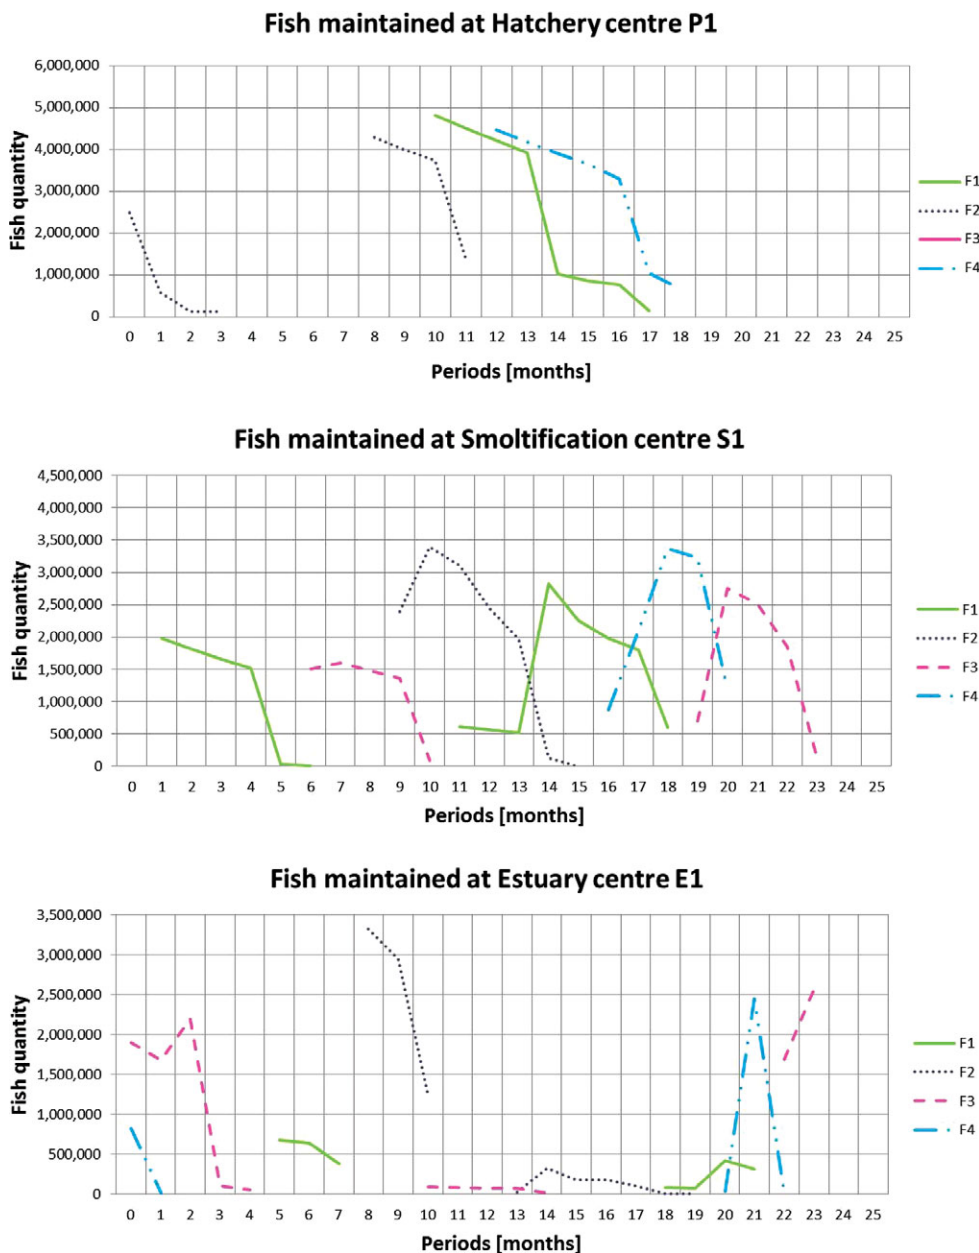 Fish maintained at Hatchery centre P1
6,000,000
5,000,000
4,000,000
3,000,000
2,000,000
1,000,000
0
Fish quantity
0 1 2 3 4 5 6 7 8 9 10 11 12 13 14 15 16 17 18 19 20 21 22 23 24 25
Periods [months]
F1
F2
F3
F4
Fish maintained at Smoltification centre S1
4,500,000
4,000,000
3,500,000
3,000,000
2,500,000
2,000,000
1,500,000
1,000,000
500,000
0
Fish quantity
0 1 2 3 4 5 6 7 8 9 10 11 12 13 14 15 16 17 18 19 20 21 22 23 24 25
Periods [months]
F1
F2
F3
F4
Fish maintained at Estuary centre E1
3,500,000
3,000,000
2,500,000
2,000,000
1,500,000
1,000,000
500,000
0
Fish quantity
0 1 2 3 4 5 6 7 8 9 10 11 12 13 14 15 16 17 18 19 20 21 22 23 24 25
Periods [months]
F1
F2
F3
F4